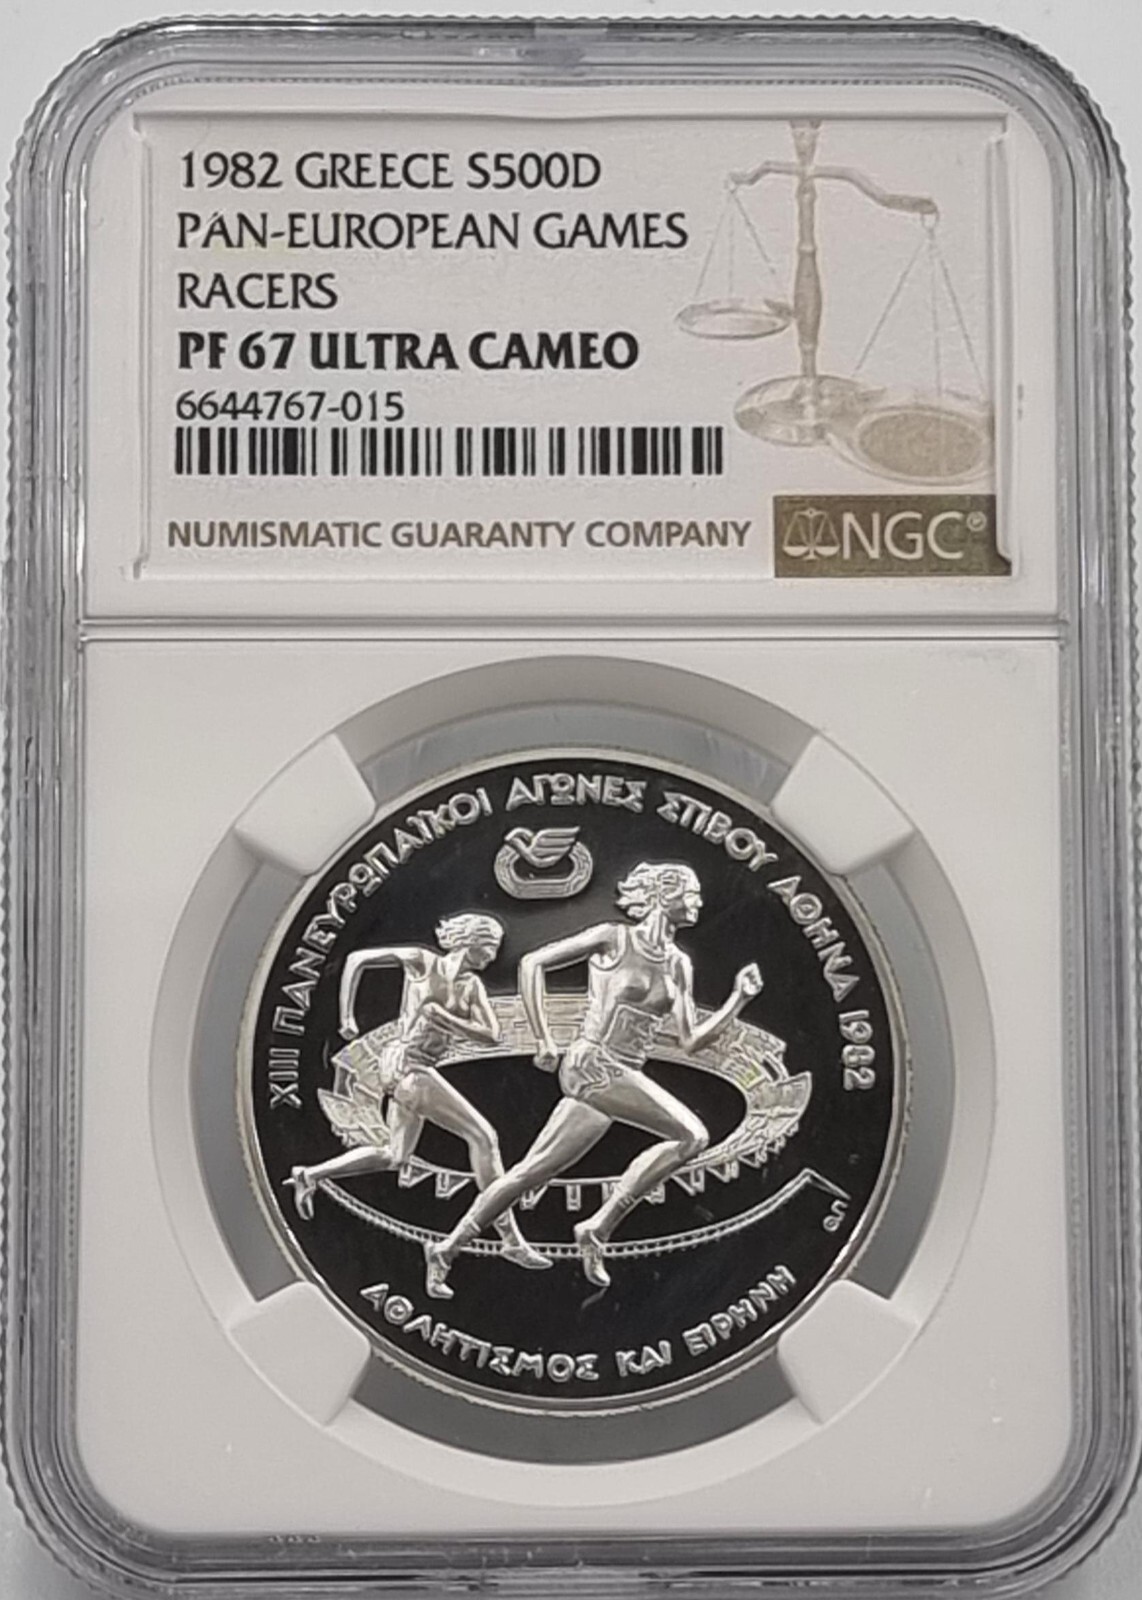 1982 GREECE S500D
PAN-EUROPEAN GAMES
RACERS
PF 67 ULTRA CAMEO
6644767-015
NUMISMATIC GUARANTY COMPANY
NGC®
XIII ΠΑΝΕΥΡΩΠΑΪΚΟΙ ΑΓΩΝΕΣ ΣΤΙΒΟΥ ΑΘΗΝΑ 1982
ΑΘΛΗΤΙΣΜΟΣ ΚΑΙ ΕΙΡΗΝΗ